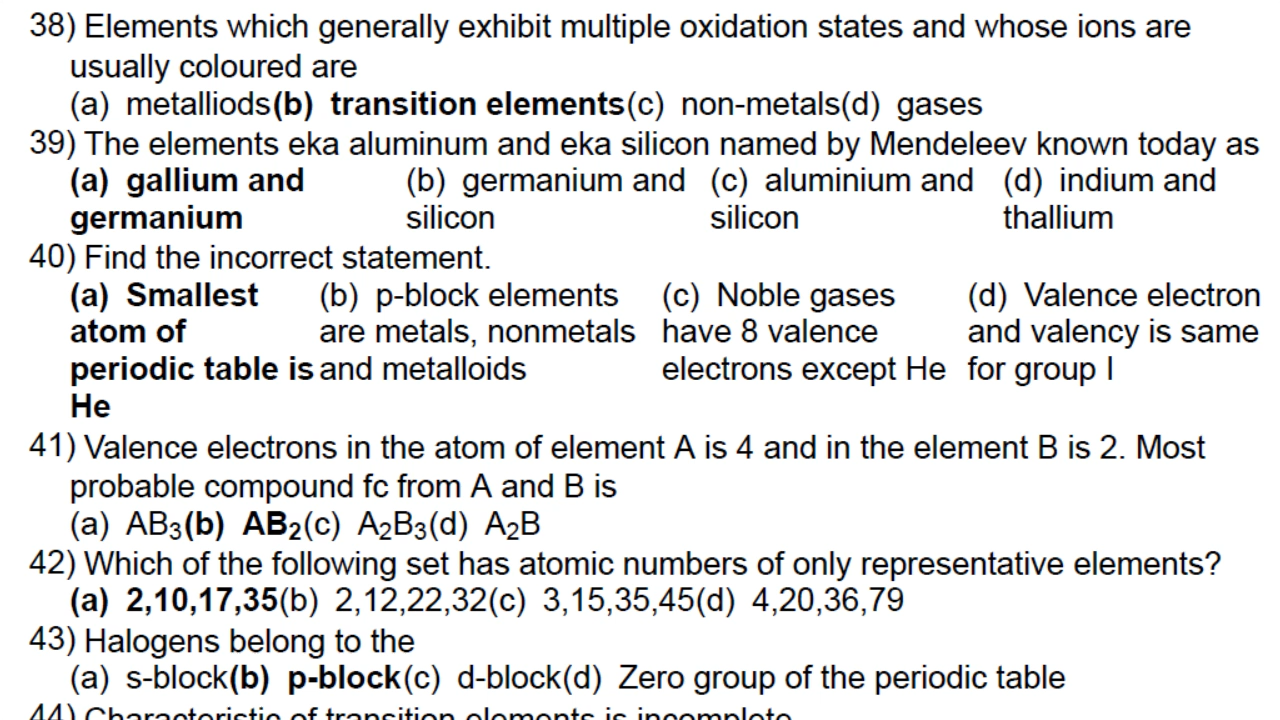 38) Elements which generally exhibit multiple oxidation states and whose ions are
usually coloured are
(a) metalliods(b) transition elements(c) non-metals(d) gases
39) The elements eka aluminum and eka silicon named by Mendeleev known today as
(a) gallium and (b) germanium and (c) aluminium and (d) indium and
germanium silicon silicon thallium
40) Find the incorrect statement.
(a) Smallest (b) p-block elements (c) Noble gases (d) Valence electron
atom of are metals, nonmetals have 8 valence and valency is same
periodic table is and metalloids electrons except He for group I
He
41) Valence electrons in the atom of element A is 4 and in the element B is 2. Most
probable compound fc from A and B is
(a) AB₃(b) AB₂(c) A₂B₃(d) A₂B
42) Which of the following set has atomic numbers of only representative elements?
(a) 2,10,17,35(b) 2,12,22,32(c) 3,15,35,45(d) 4,20,36,79
43) Halogens belong to the
(a) s-block(b) p-block(c) d-block(d) Zero group of the periodic table
44) Characteristic of transition elements is incomplete